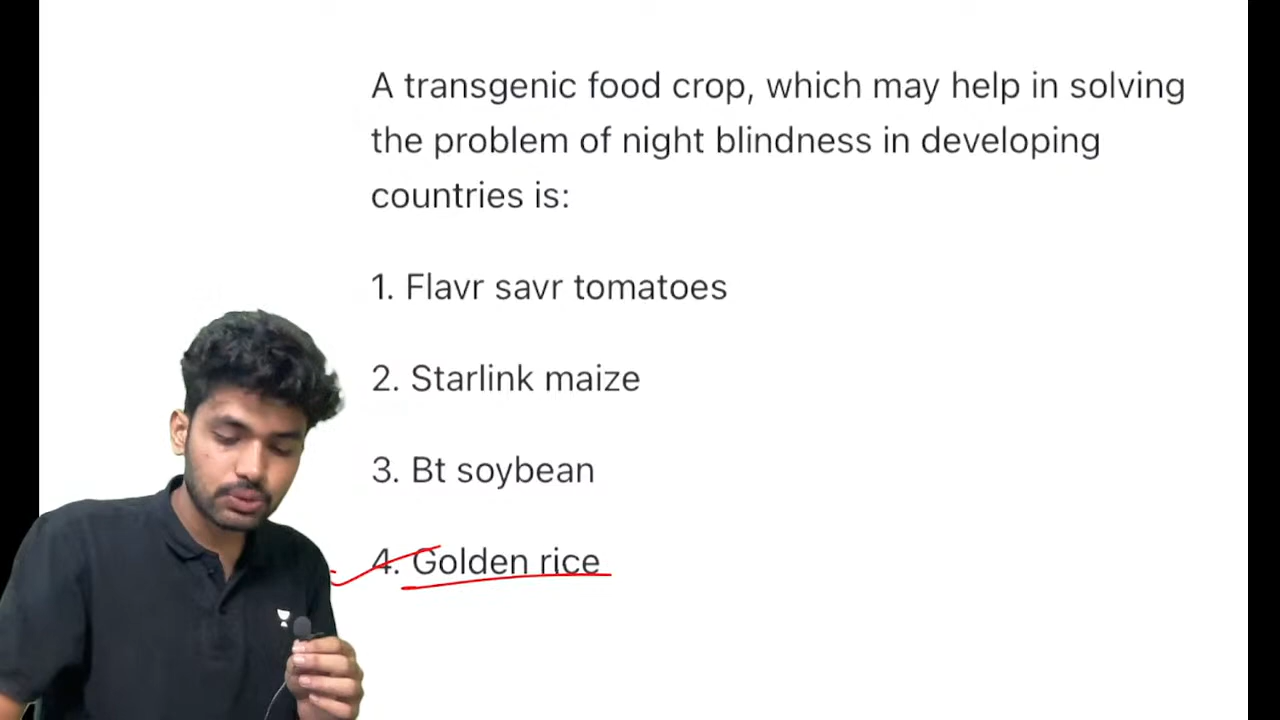 A transgenic food crop, which may help in solving
the problem of night blindness in developing
countries is:
1. Flavr savr tomatoes
2. Starlink maize
3. Bt soybean
4. Golden rice